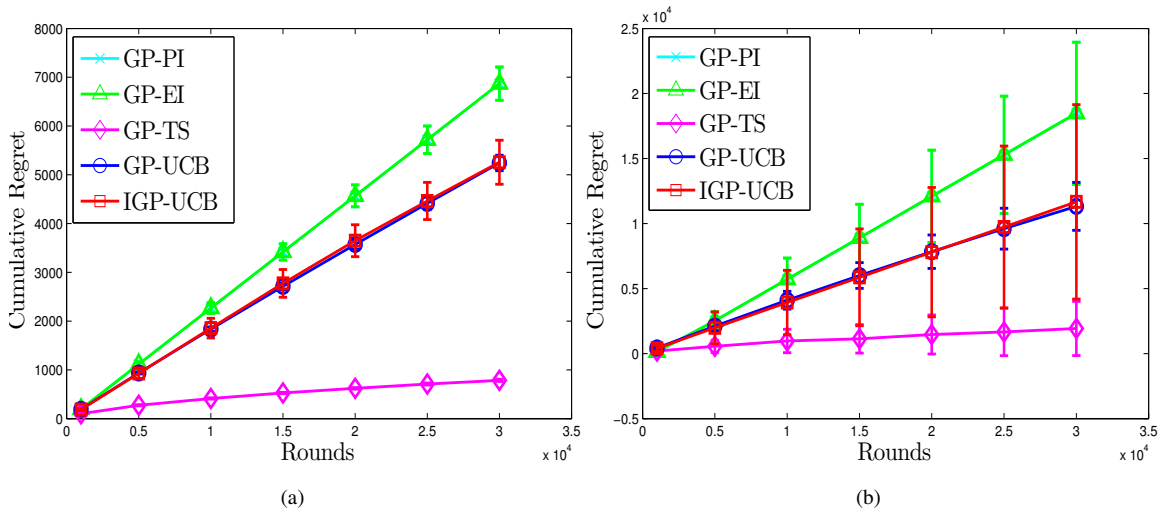 8000
7000
6000
5000
4000
3000
2000
1000
0
Cumulative Regret
GP-PI
GP-EI
GP-TS
GP-UCB
IGP-UCB
0 0.5 1 1.5 2 2.5 3 3.5
Rounds
x 10^4
(a)
x 10^4
2.5
2
1.5
1
0.5
0
−0.5
Cumulative Regret
GP-PI
GP-EI
GP-TS
GP-UCB
IGP-UCB
0 0.5 1 1.5 2 2.5 3 3.5
Rounds
x 10^4
(b)